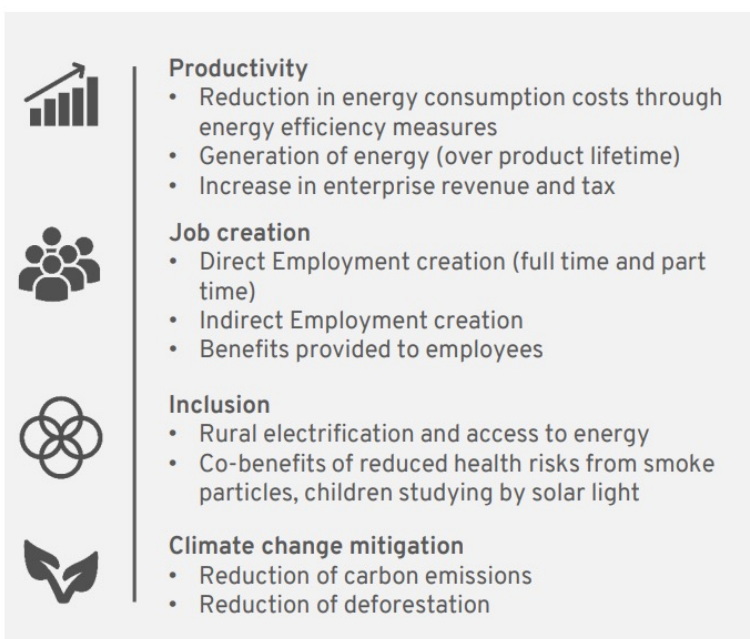 Productivity
• Reduction in energy consumption costs through
energy efficiency measures
• Generation of energy (over product lifetime)
• Increase in enterprise revenue and tax
Job creation
• Direct Employment creation (full time and part
time)
• Indirect Employment creation
• Benefits provided to employees
Inclusion
• Rural electrification and access to energy
• Co-benefits of reduced health risks from smoke
particles, children studying by solar light
Climate change mitigation
• Reduction of carbon emissions
• Reduction of deforestation